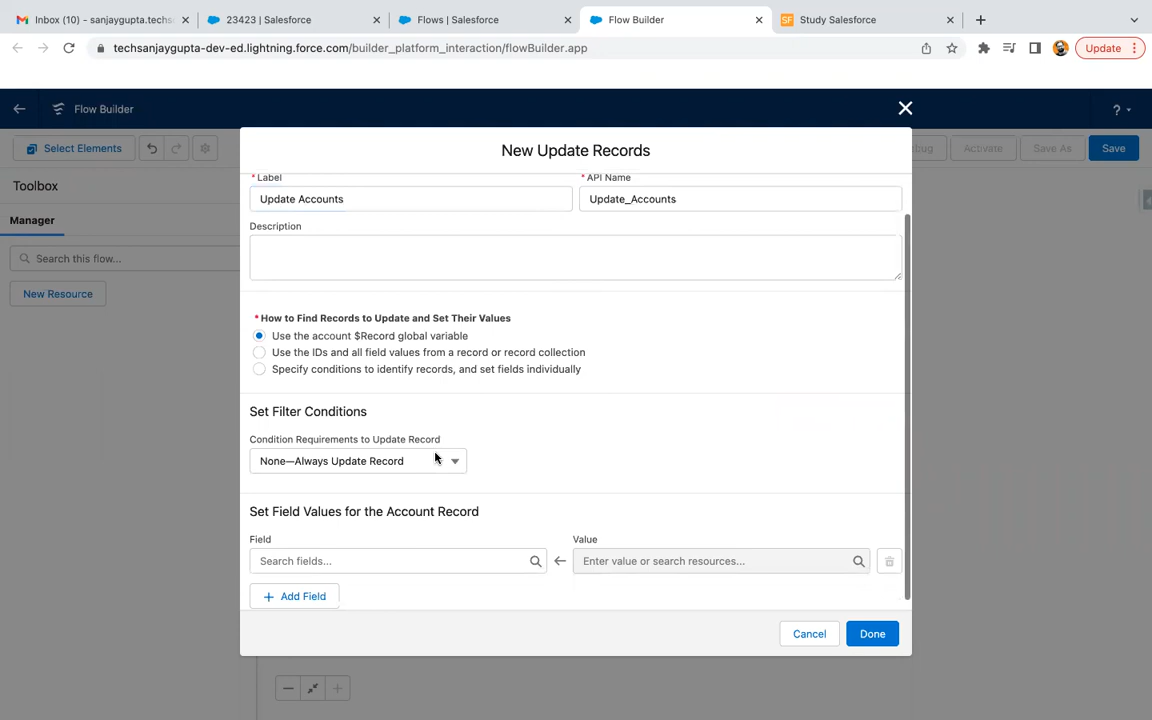 Inbox (10) - sanjaygupta.techs
23423 | Salesforce
Flows | Salesforce
Flow Builder
SF
Study Salesforce
techsanjaygupta-dev-ed.lightning.force.com/builder_platform_interaction/flowBuilder.app
Update
Flow Builder
?
Select Elements
bug
Activate
Save As
Save
New Update Records
Toolbox
Manager
Search this flow...
New Resource
* Label
* API Name
Update Accounts
Update_Accounts
Description
* How to Find Records to Update and Set Their Values
Use the account $Record global variable
Use the IDs and all field values from a record or record collection
Specify conditions to identify records, and set fields individually
Set Filter Conditions
Condition Requirements to Update Record
None—Always Update Record
Set Field Values for the Account Record
Field
Value
Search fields...
Enter value or search resources...
+ Add Field
Cancel
Done